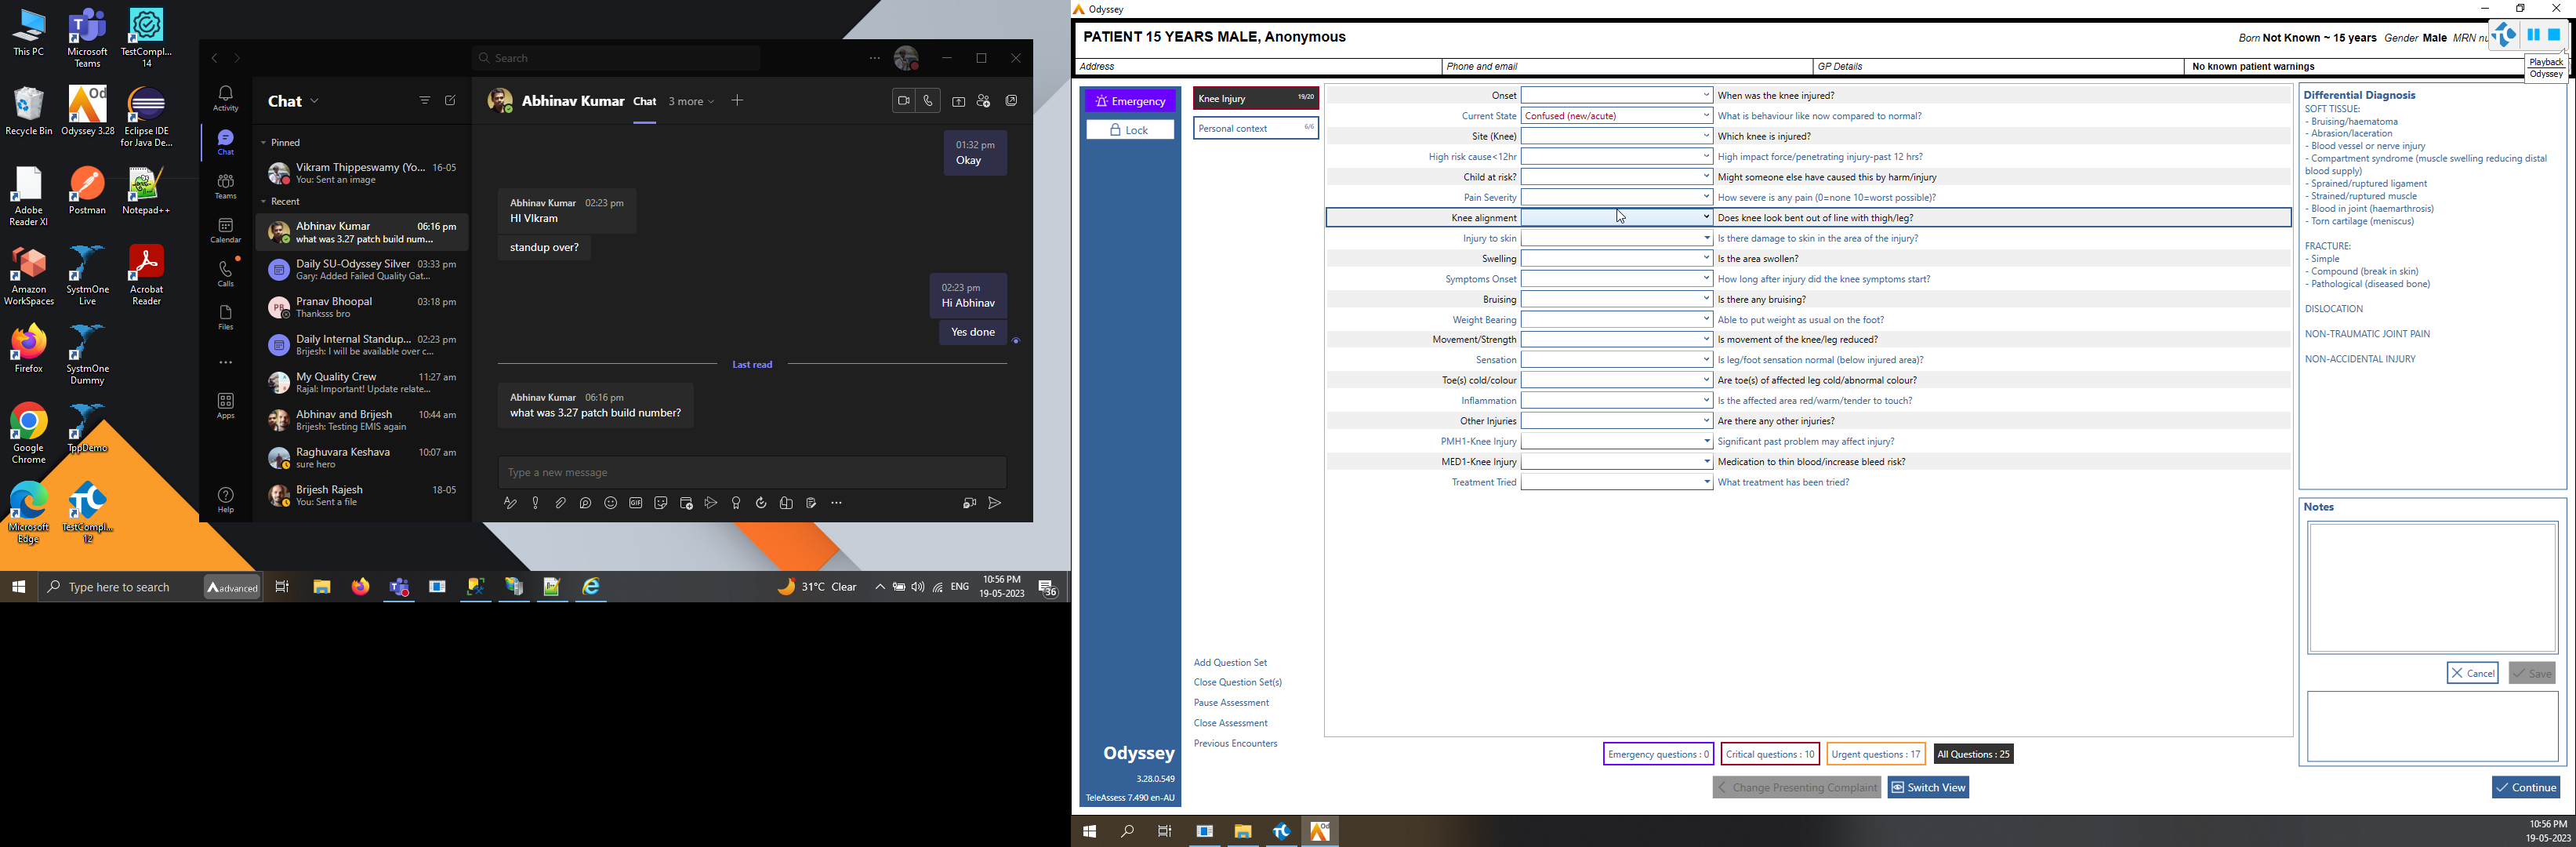 This PC
Microsoft
Teams
TestCompl...
14
Recycle Bin
Odyssey 3.28
Eclipse IDE
for Java De...
Adobe
Reader XI
Postman
Notepad++
Amazon
WorkSpaces
SystmOne
Live
Acrobat
Reader
Firefox
SystmOne
Dummy
Google
Chrome
TppDemo
Microsoft
Edge
TestCompl...
12
Search
Activity
Chat
Teams
Calendar
Calls
Files
Apps
Help
Chat
Pinned
Vikram Thippeswamy (Yo... 16-05
You: Sent an image
Recent
Abhinav Kumar 06:16 pm
what was 3.27 patch build num...
Daily SU-Odyssey Silver 03:33 pm
Gary: Added Failed Quality Gat...
PB
Pranav Bhoopal 03:18 pm
Thanksss bro
Daily Internal Standup... 02:23 pm
Brijesh: I will be available over c...
My Quality Crew 11:27 am
Rajal: Important! Update relate...
Abhinav and Brijesh 10:44 am
Brijesh: Testing EMIS again
Raghuvara Keshava 10:07 am
sure hero
Brijesh Rajesh 18-05
You: Sent a file
Abhinav Kumar Chat 3 more
01:32 pm
Okay
Abhinav Kumar 02:23 pm
HI VIkram
standup over?
02:23 pm
Hi Abhinav
Yes done
Last read
Abhinav Kumar 06:16 pm
what was 3.27 patch build number?
Type a new message
GIF
Type here to search
advanced
31°C Clear
ENG
10:56 PM
19-05-2023
36
Odyssey
PATIENT 15 YEARS MALE, Anonymous
Born Not Known ~ 15 years Gender Male MRN nu
Playback
Odyssey
Address
Phone and email
GP Details
No known patient warnings
Emergency
Lock
Knee Injury 19/20
Personal context 6/6
Onset When was the knee injured?
Current State Confused (new/acute) What is behaviour like now compared to normal?
Site (Knee) Which knee is injured?
High risk cause<12hr High impact force/penetrating injury-past 12 hrs?
Child at risk? Might someone else have caused this by harm/injury
Pain Severity How severe is any pain (0=none 10=worst possible)?
Knee alignment Does knee look bent out of line with thigh/leg?
Injury to skin Is there damage to skin in the area of the injury?
Swelling Is the area swollen?
Symptoms Onset How long after injury did the knee symptoms start?
Bruising Is there any bruising?
Weight Bearing Able to put weight as usual on the foot?
Movement/Strength Is movement of the knee/leg reduced?
Sensation Is leg/foot sensation normal (below injured area)?
Toe(s) cold/colour Are toe(s) of affected leg cold/abnormal colour?
Inflammation Is the affected area red/warm/tender to touch?
Other Injuries Are there any other injuries?
PMH1-Knee Injury Significant past problem may affect injury?
MED1-Knee Injury Medication to thin blood/increase bleed risk?
Treatment Tried What treatment has been tried?
Differential Diagnosis
SOFT TISSUE:
- Bruising/haematoma
- Abrasion/laceration
- Blood vessel or nerve injury
- Compartment syndrome (muscle swelling reducing distal
blood supply)
- Sprained/ruptured ligament
- Strained/ruptured muscle
- Blood in joint (haemarthrosis)
- Torn cartilage (meniscus)
FRACTURE:
- Simple
- Compound (break in skin)
- Pathological (diseased bone)
DISLOCATION
NON-TRAUMATIC JOINT PAIN
NON-ACCIDENTAL INJURY
Notes
Cancel
Save
Add Question Set
Close Question Set(s)
Pause Assessment
Close Assessment
Previous Encounters
Odyssey
3.28.0.549
TeleAssess 7.490 en-AU
Emergency questions : 0
Critical questions : 10
Urgent questions : 17
All Questions : 25
Change Presenting Complaint
Switch View
Continue
10:56 PM
19-05-2023